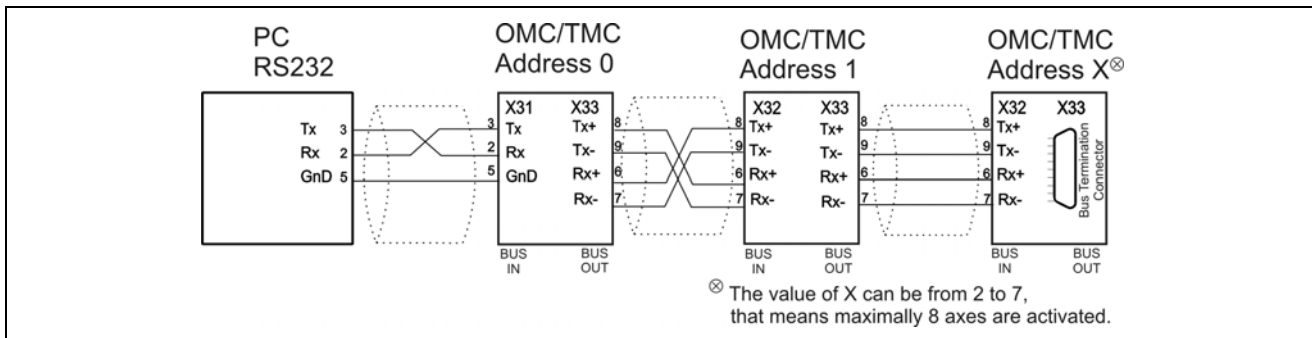 PC
RS232
Tx 3
Rx 2
GnD 5
OMC/TMC
Address 0
X31 X33
3 Tx Tx+ 8
2 Rx Tx- 9
5 GnD Rx+ 6
Rx- 7
BUS IN
BUS OUT
OMC/TMC
Address 1
X32 X33
8 Tx+ Tx+ 8
9 Tx- Tx- 9
6 Rx+ Rx+ 6
7 Rx- Rx- 7
BUS IN
BUS OUT
OMC/TMC
Address X⊗
X32 X33
8 Tx+
9 Tx-
6 Rx+
7 Rx-
Bus Termination
Connector
BUS IN
BUS OUT
⊗ The value of X can be from 2 to 7,
that means maximally 8 axes are activated.